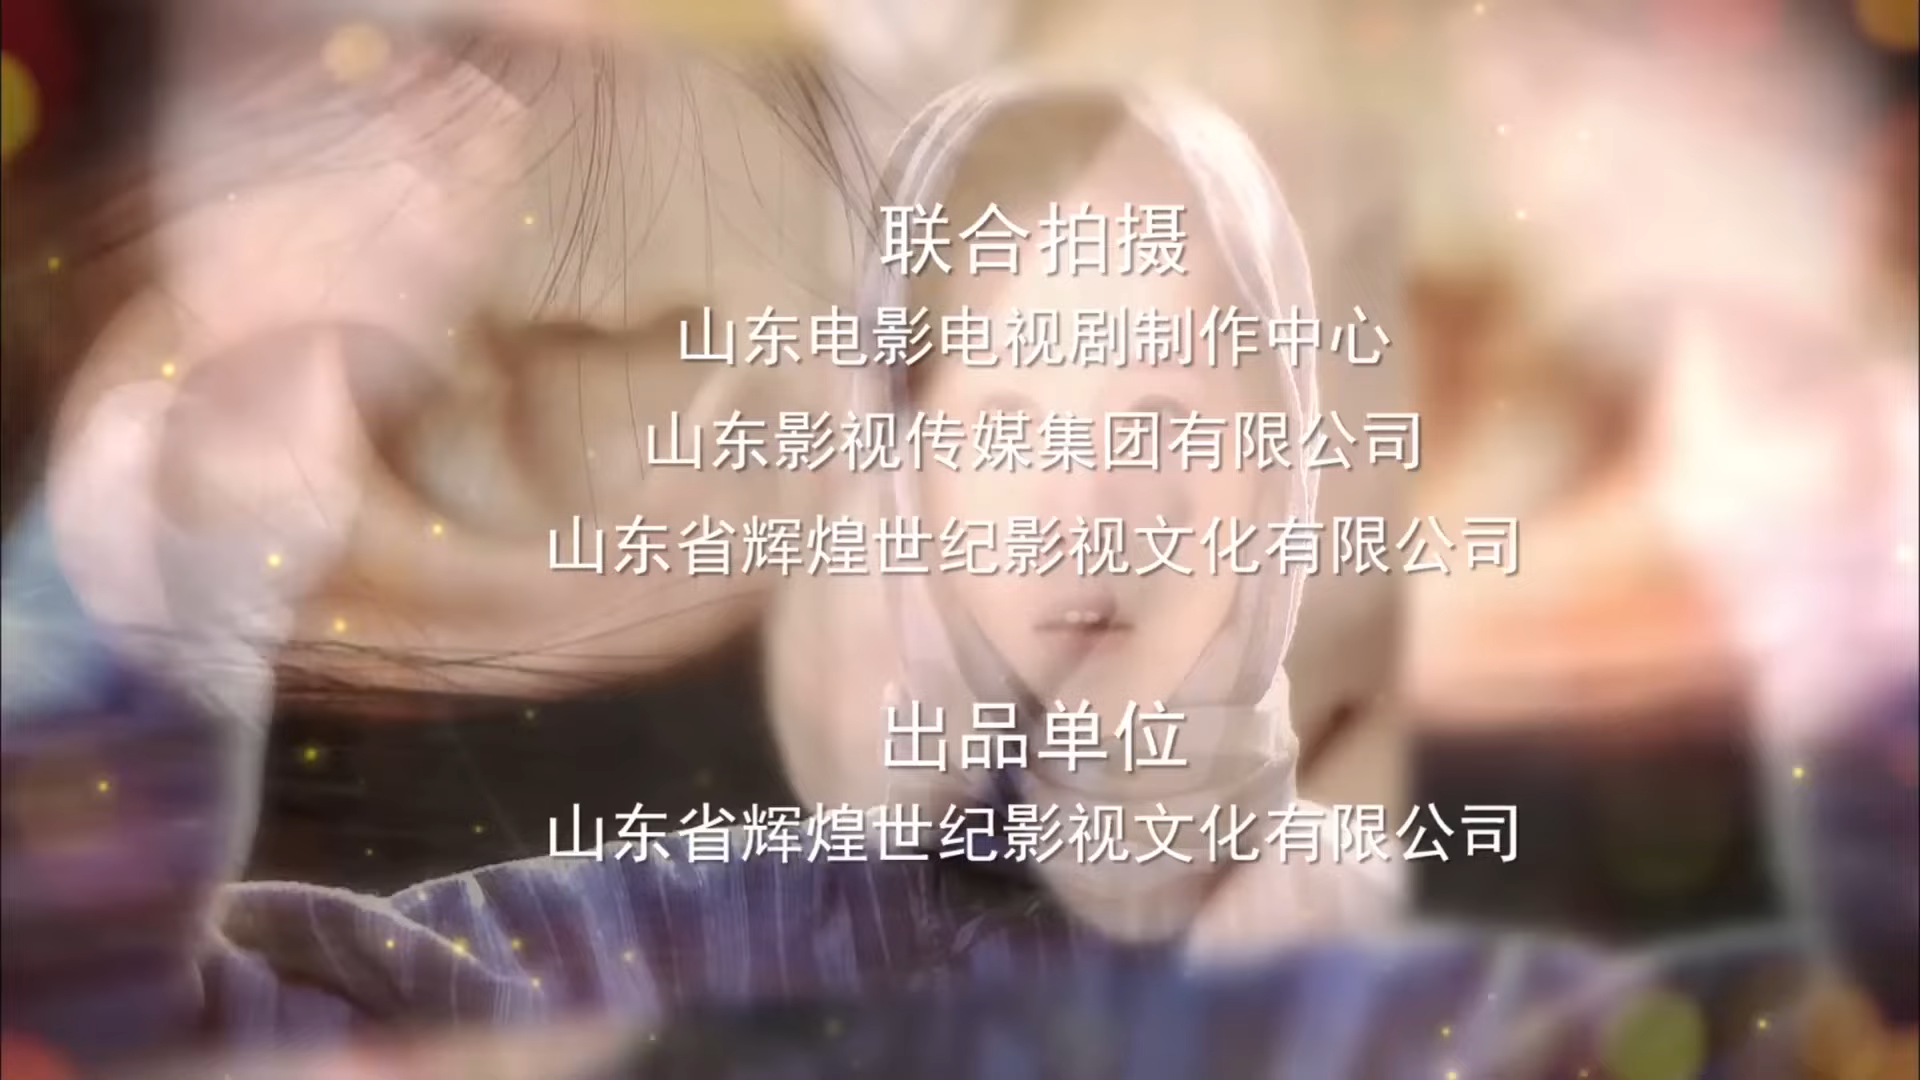 联合拍摄
山东电影电视剧制作中心
山东影视传媒集团有限公司
山东省辉煌世纪影视文化有限公司
出品单位
山东省辉煌世纪影视文化有限公司